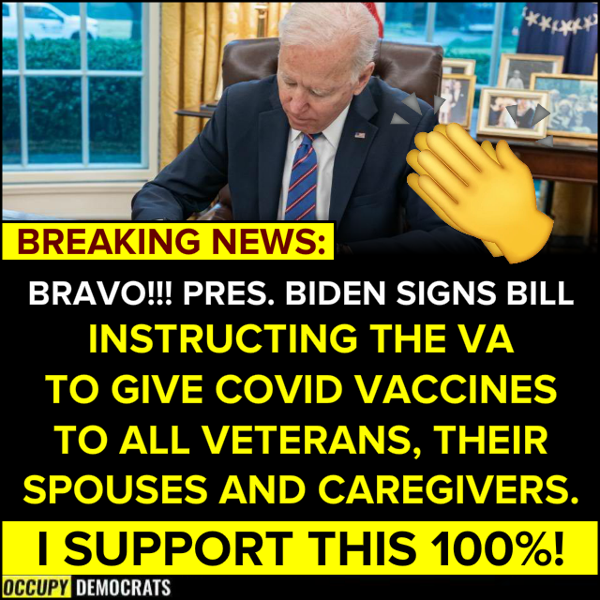 BREAKING NEWS:
BRAVO!!! PRES. BIDEN SIGNS BILL
INSTRUCTING THE VA
TO GIVE COVID VACCINES
TO ALL VETERANS, THEIR
SPOUSES AND CAREGIVERS.
I SUPPORT THIS 100%!
OCCUPY DEMOCRATS